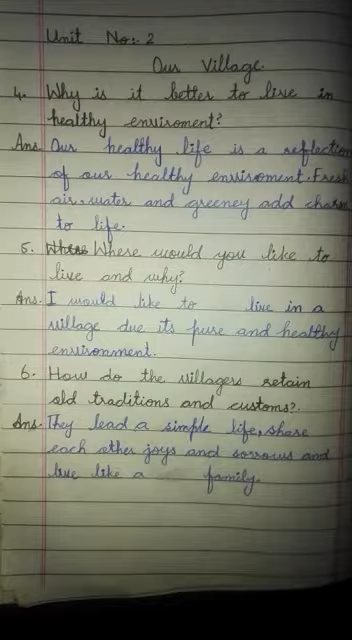 Unit No:- 2
Our Village.
4. Why is it better to live in
healthy enviroment?
Ans. Our healthy life is a reflection
of our healthy enviroment. Fresh
air, water and greeney add charm
to life.
5. Where would you like to
live and why?
Ans. I would like to live in a
village due its pure and healthy
environment.
6. How do the villagers retain
old traditions and customs?
Ans. They lead a simple life, share
each other joys and sorrows and
live like a family.